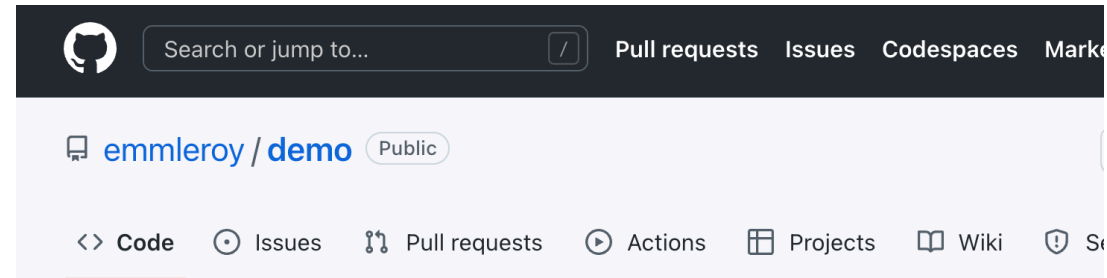 Search or jump to... / Pull requests Issues Codespaces
emmleroy / demo Public
Code Issues Pull requests Actions Projects Wiki